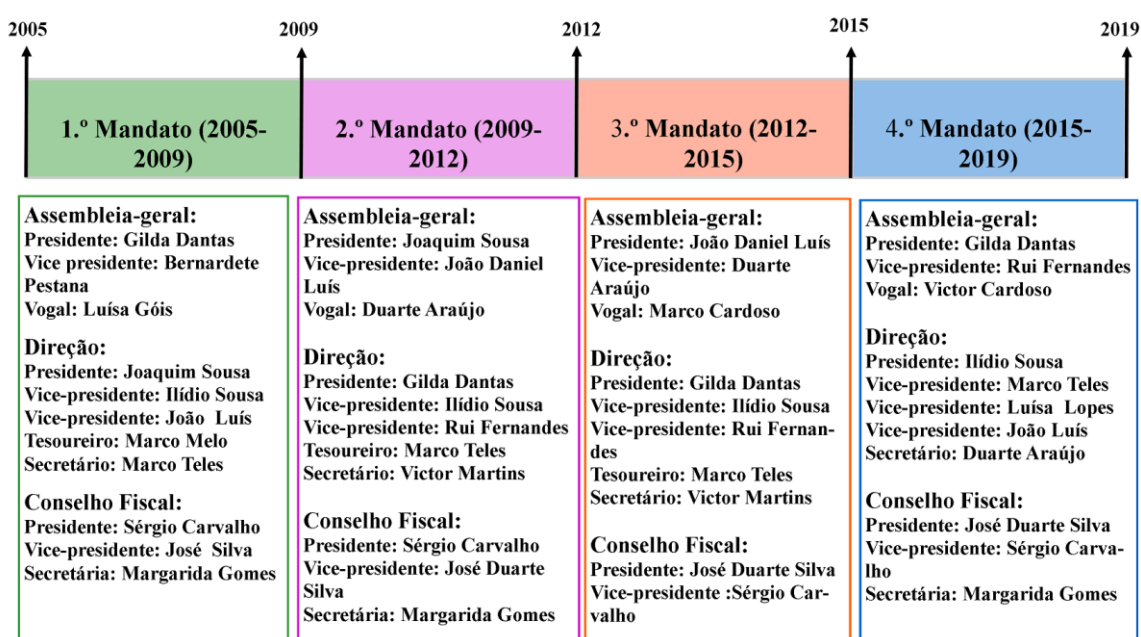 2005
2009
2012
2015
2019
1.º Mandato (2005-
2009)
2.º Mandato (2009-
2012)
3.º Mandato (2012-
2015)
4.º Mandato (2015-
2019)
Assembleia-geral:
Presidente: Gilda Dantas
Vice presidente: Bernardete
Pestana
Vogal: Luísa Góis
Direção:
Presidente: Joaquim Sousa
Vice-presidente: Ilídio Sousa
Vice-presidente: João Luís
Tesoureiro: Marco Melo
Secretário: Marco Teles
Conselho Fiscal:
Presidente: Sérgio Carvalho
Vice-presidente: José Silva
Secretária: Margarida Gomes
Assembleia-geral:
Presidente: Joaquim Sousa
Vice-presidente: João Daniel
Luís
Vogal: Duarte Araújo
Direção:
Presidente: Gilda Dantas
Vice-presidente: Ilídio Sousa
Vice-presidente: Rui Fernandes
Tesoureiro: Marco Teles
Secretário: Victor Martins
Conselho Fiscal:
Presidente: Sérgio Carvalho
Vice-presidente: José Duarte
Silva
Secretária: Margarida Gomes
Assembleia-geral:
Presidente: João Daniel Luís
Vice-presidente: Duarte
Araújo
Vogal: Marco Cardoso
Direção:
Presidente: Gilda Dantas
Vice-presidente: Ilídio Sousa
Vice-presidente: Rui Fernan-
des
Tesoureiro: Marco Teles
Secretário: Victor Martins
Conselho Fiscal:
Presidente: José Duarte Silva
Vice-presidente :Sérgio Car-
valho
Assembleia-geral:
Presidente: Gilda Dantas
Vice-presidente: Rui Fernandes
Vogal: Victor Cardoso
Direção:
Presidente: Ilídio Sousa
Vice-presidente: Marco Teles
Vice-presidente: Luísa Lopes
Vice-presidente: João Luís
Secretário: Duarte Araújo
Conselho Fiscal:
Presidente: José Duarte Silva
Vice-presidente: Sérgio Carva-
lho
Secretária: Margarida Gomes